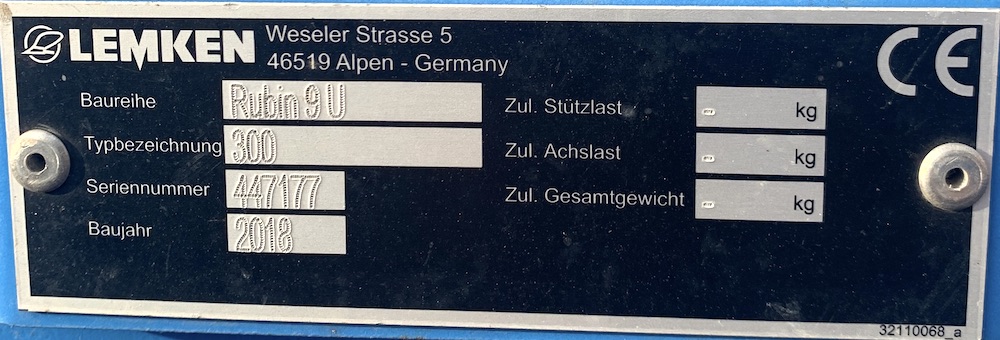 LEMKEN Weseler Strasse 5
46519 Alpen - Germany
CE
Baureihe Rubin 9 U
Typbezeichnung 300
Seriennummer 447177
Baujahr 2018
Zul. Stützlast - kg
Zul. Achslast - kg
Zul. Gesamtgewicht - kg
32110068_a